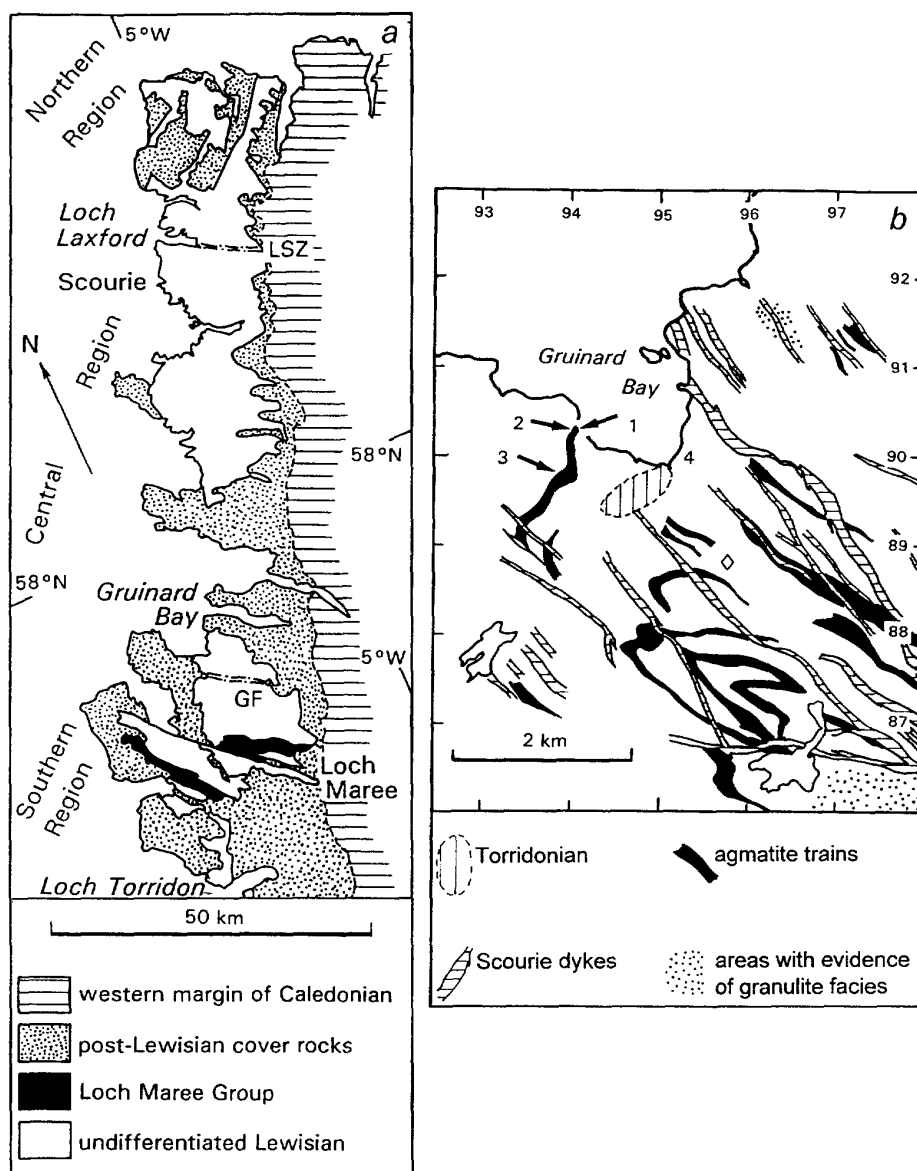 5°W
a
Northern
Region
Loch
Laxford
LSZ
Scourie
N
Region
58°N
Central
58°N
Gruinard
Bay
5°W
GF
Southern
Region
Loch
Maree
Loch Torridon
50 km
western margin of Caledonian
post-Lewisian cover rocks
Loch Maree Group
undifferentiated Lewisian
93 94 95 96 97
b
92
Gruinard
Bay
91
2 1
3 4 90
89
88
87
2 km
Torridonian
agmatite trains
Scourie dykes
areas with evidence
of granulite facies